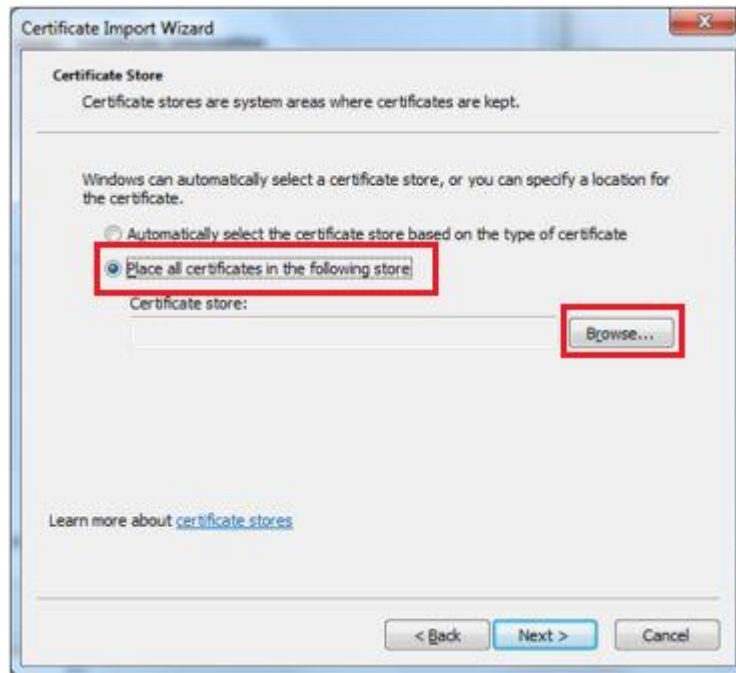 Certificate Import Wizard
Certificate Store
Certificate stores are system areas where certificates are kept.
Windows can automatically select a certificate store, or you can specify a location for
the certificate.
Automatically select the certificate store based on the type of certificate
Place all certificates in the following store
Certificate store:
Browse...
Learn more about certificate stores
< Back Next > Cancel